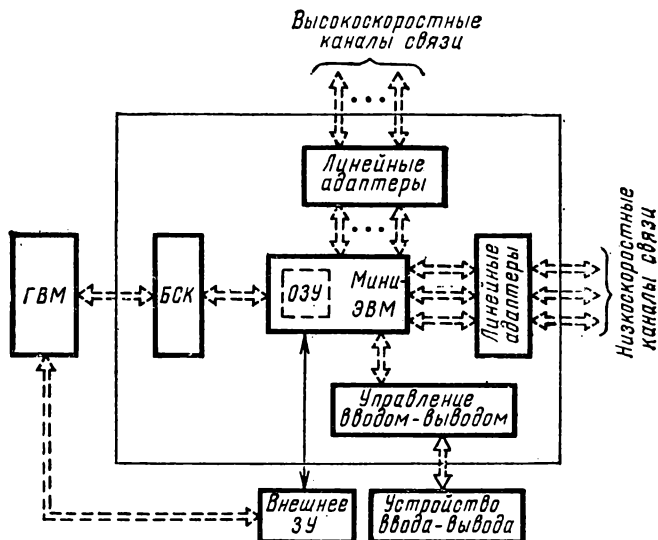 Высокоскоростные
каналы связи
Линейные
адаптеры
ГВМ
БСК
ОЗУ
Мини-
ЭВМ
Линейные
адаптеры
Низкоскоростные
каналы связи
Управление
вводом-выводом
Внешнее
ЗУ
Устройство
ввода-вывода